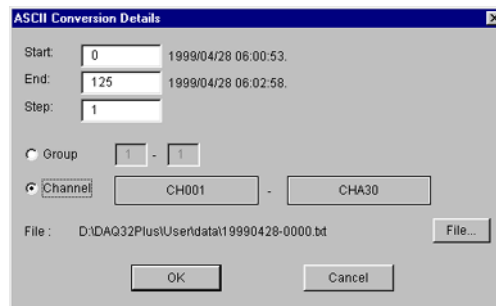 ASCII Conversion Details
Start: 0 1999/04/28 06:00:53.
End: 125 1999/04/28 06:02:58.
Step: 1
Group 1 - 1
Channel CH001 - CHA30
File : D:\DAQ32Plus\User\data\19990428-0000.txt File...
OK Cancel